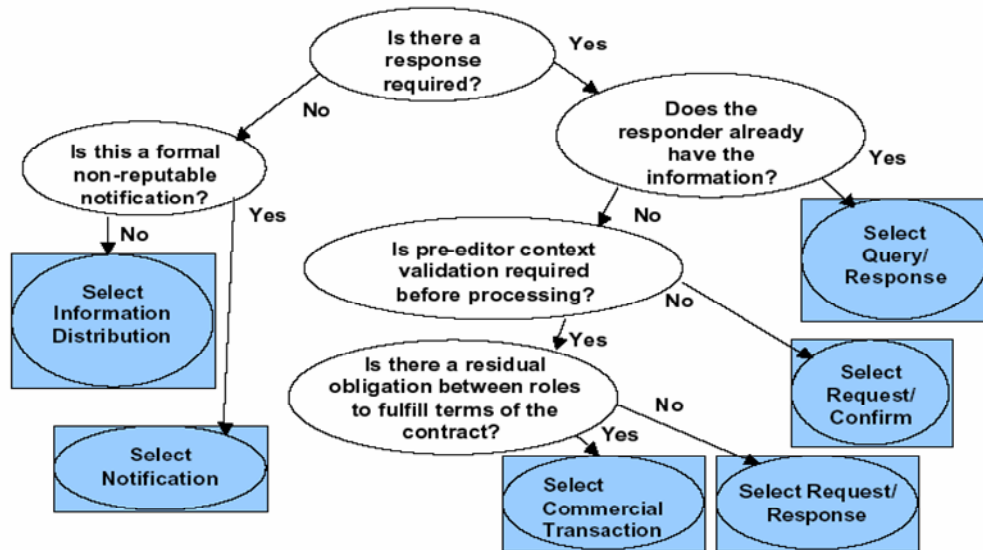 Is there a
response
required?
Yes
No
Does the
responder already
have the
information?
Is this a formal
non-reputable
notification?
Yes
Yes
No
No
Select
Query/
Response
Is pre-editor context
validation required
before processing?
Select
Information
Distribution
No
Yes
Is there a residual
obligation between roles
to fulfill terms of the
contract?
Select
Request/
Confirm
No
Yes
Select
Notification
Select
Commercial
Transaction
Select Request/
Response